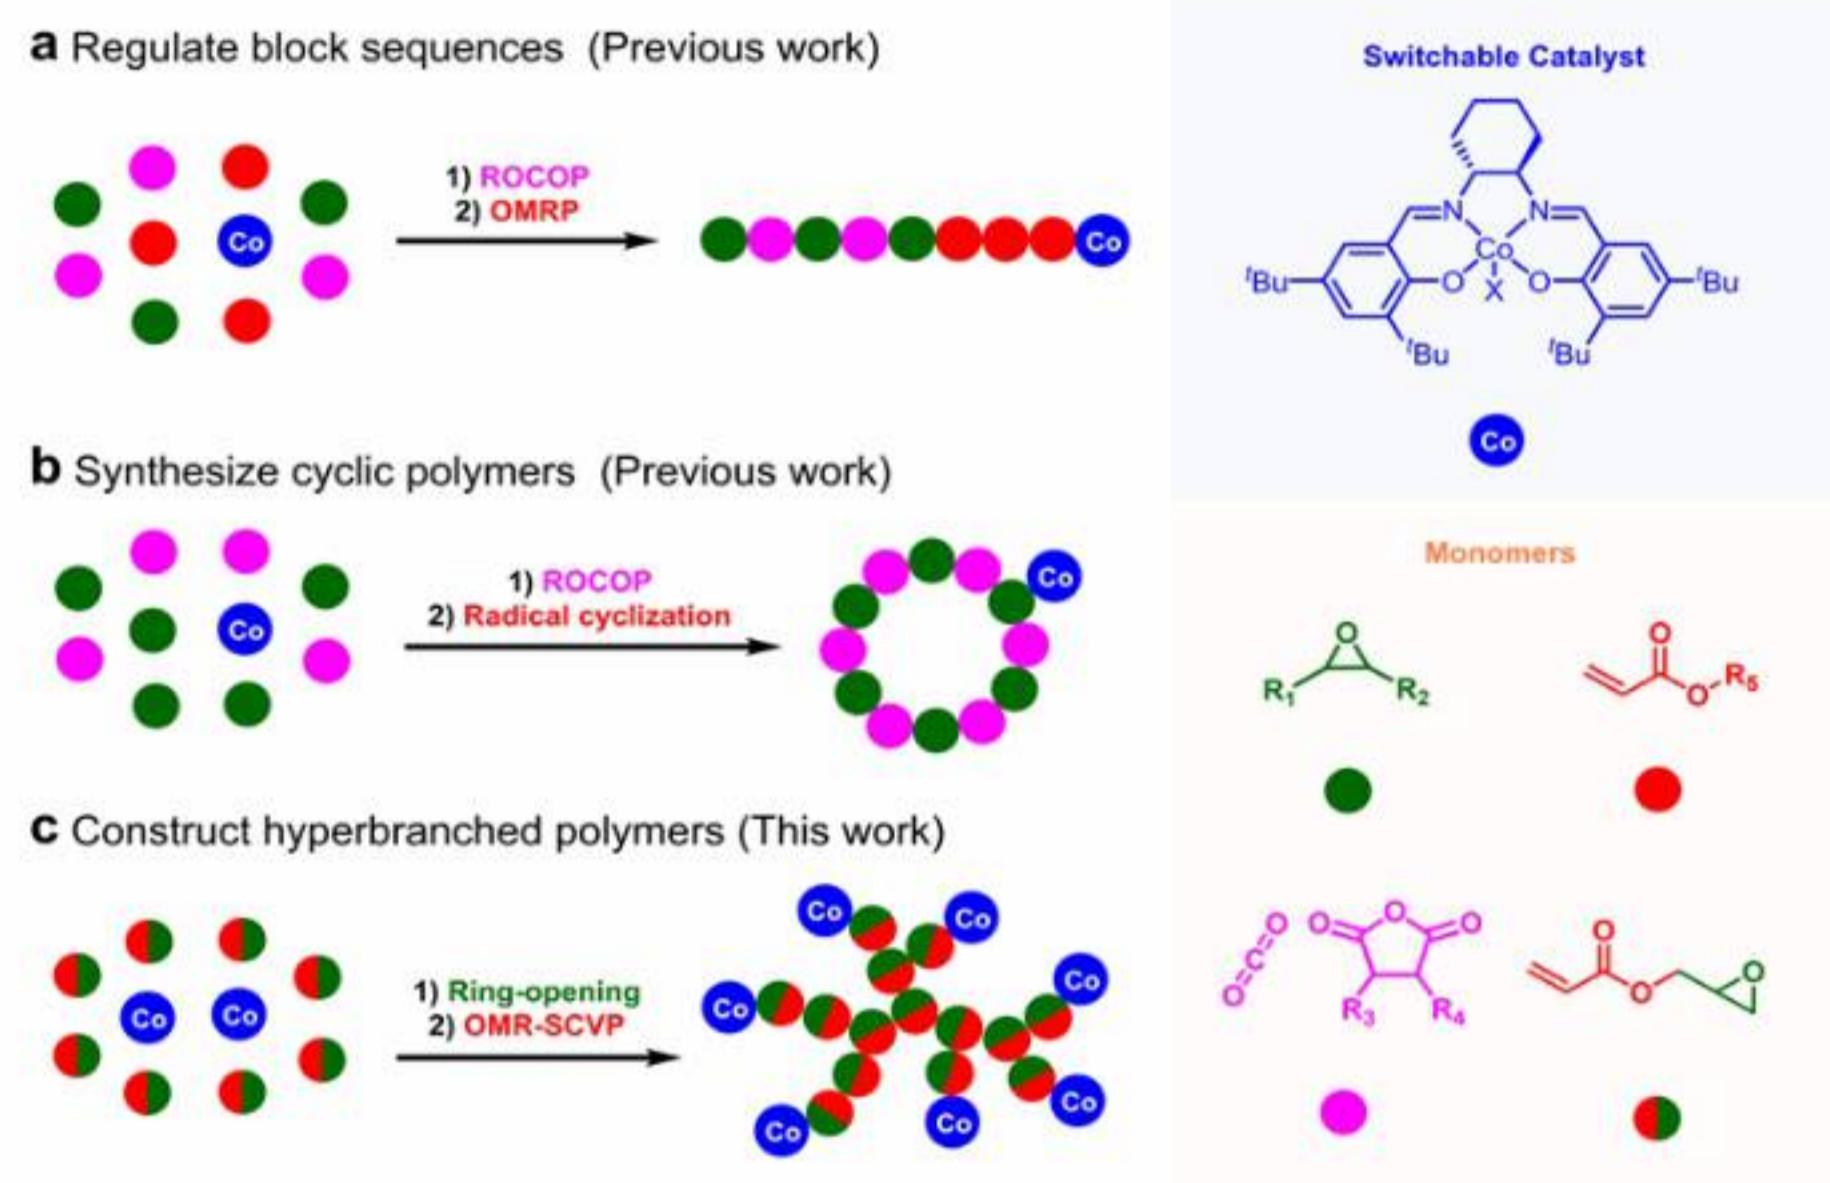 a Regulate block sequences (Previous work)
1) ROCOP
2) OMRP
Co
Co
b Synthesize cyclic polymers (Previous work)
1) ROCOP
2) Radical cyclization
Co
Co
c Construct hyperbranched polymers (This work)
1) Ring-opening
2) OMR-SCVP
Co Co
Co
Co
Co
Co
Co
Co
Co
Switchable Catalyst
N N
Co
O X O
tBu tBu
tBu tBu
Co
Monomers
O
R1 R2
O
O R5
O
C
O
O O O
R3 R4
O
O O